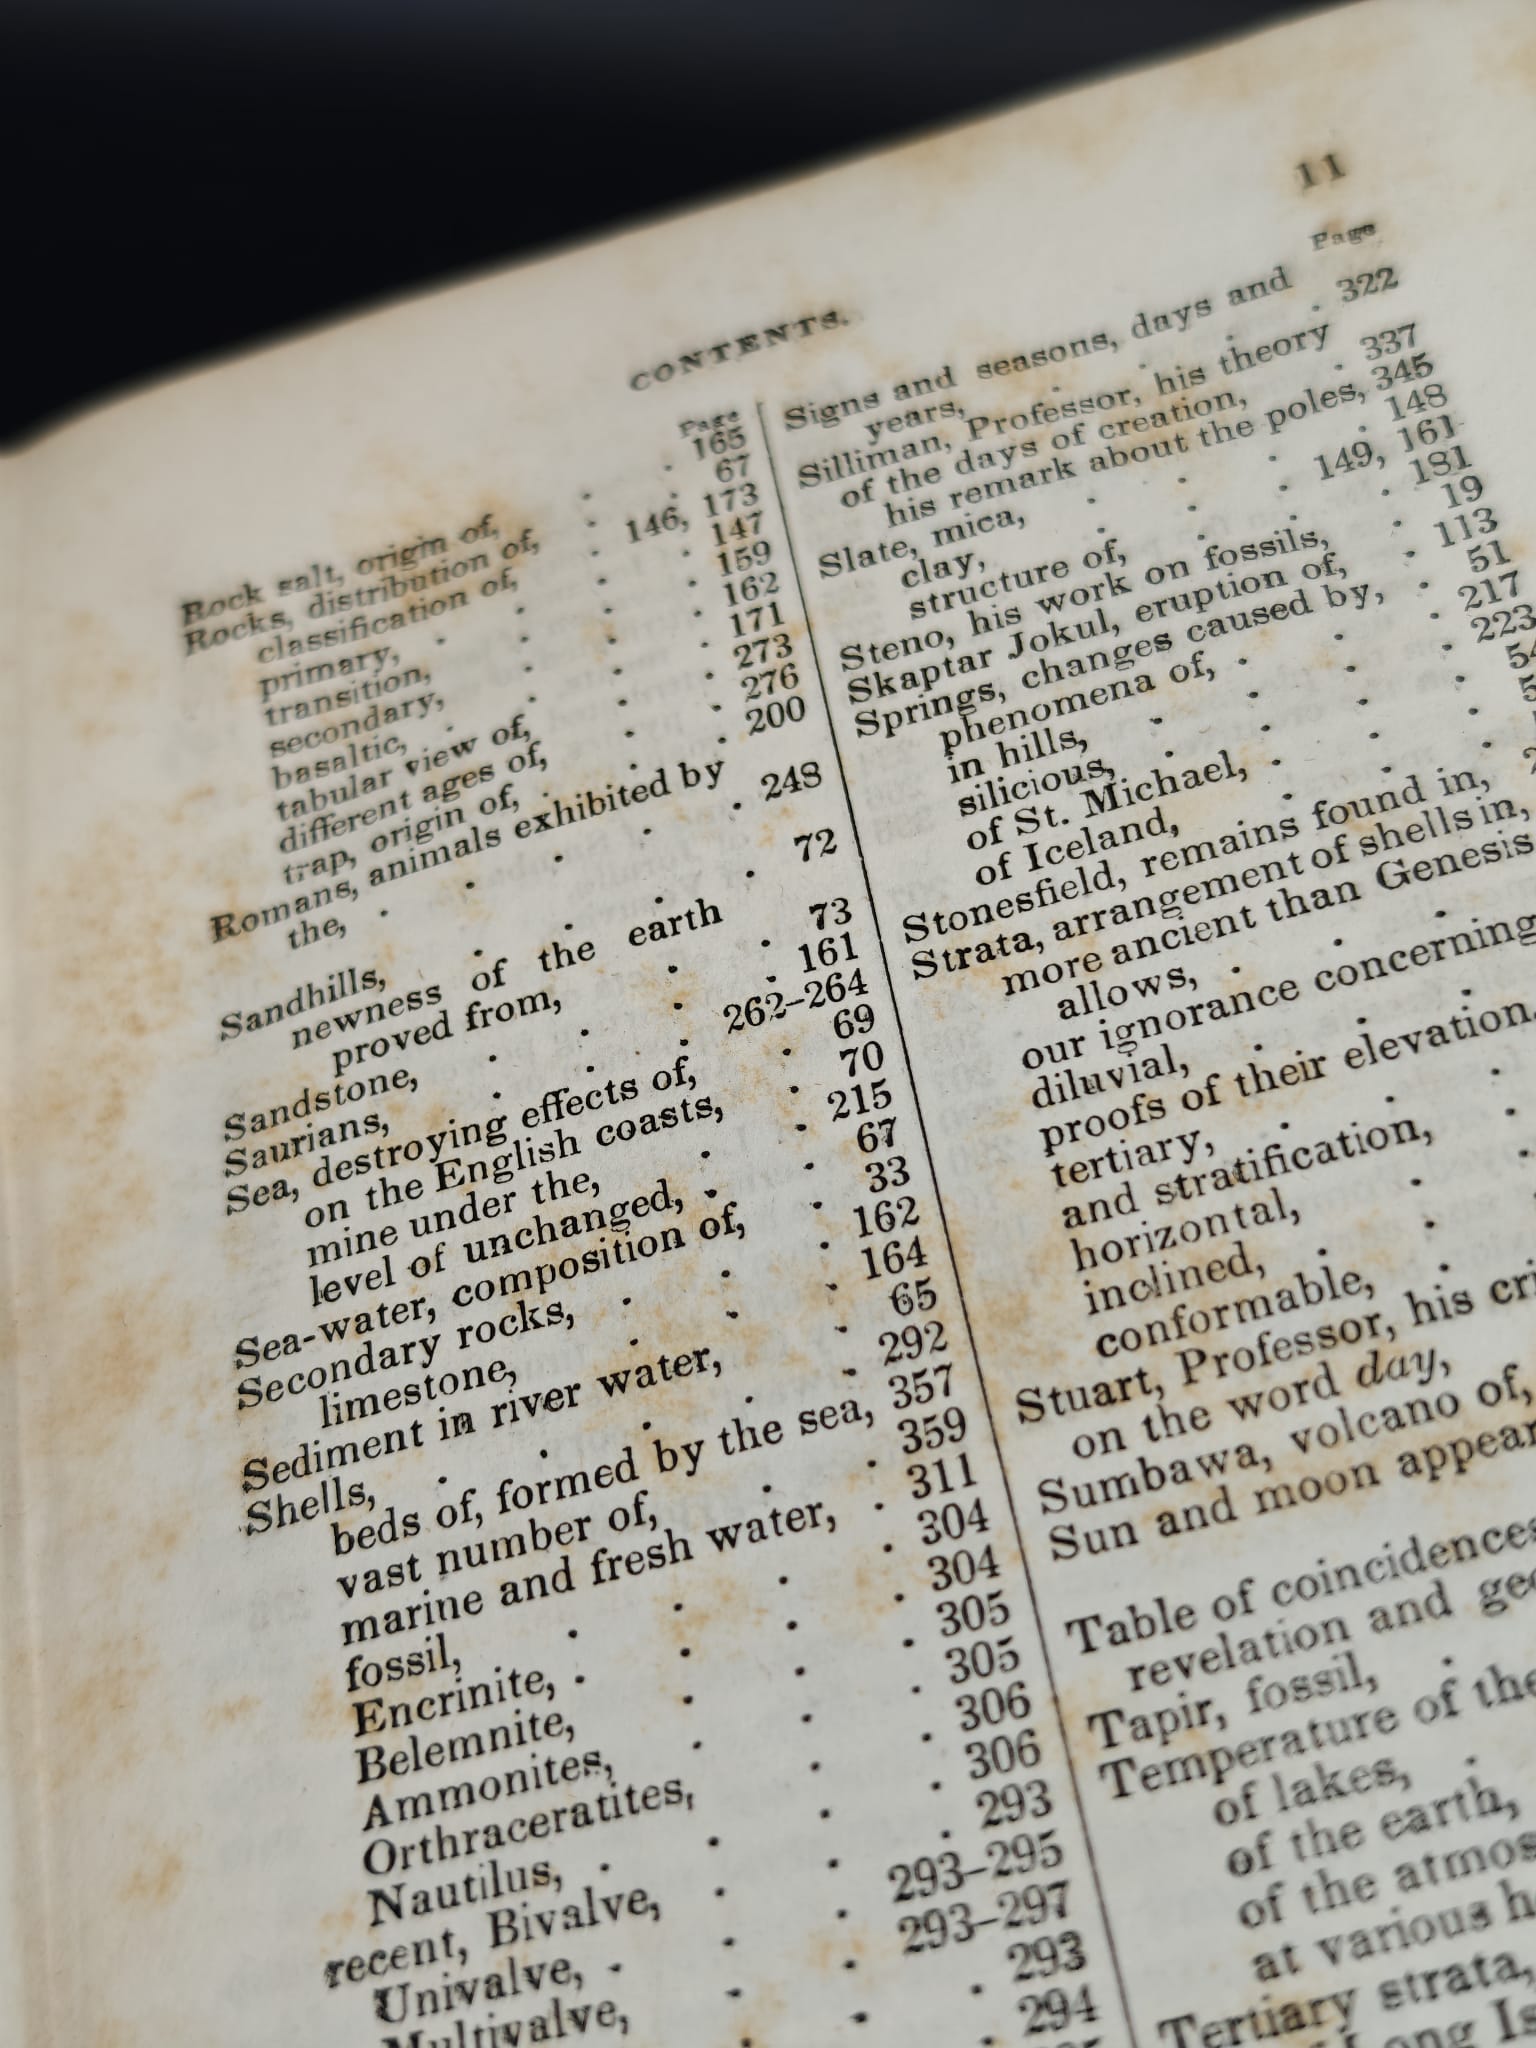 11
CONTENTS.
Page
Rock salt, origin of, . . 165
Rocks, distribution of, . 67
classification of, . 146, 173
primary, . . . 147
transition, . . . 159
secondary, . . . 162
basaltic, . . . 171
tabular view of, . . 273
different ages of, . . 276
trap, origin of, . . 200
Romans, animals exhibited by
the, . . . . 248
Sandhills, . . . 72
newness of the earth
proved from, . . 73
Sandstone, . . . 161
Saurians, . . . 262–264
Sea, destroying effects of, . 69
on the English coasts, . 70
mine under the, . . 215
level of unchanged, . . 67
Sea-water, composition of, . 33
Secondary rocks, . . . 162
limestone, . . . 164
Sediment in river water, . 65
Shells, . . . . 292
beds of, formed by the sea, 357
vast number of, . . 359
marine and fresh water, . 311
fossil, . . . . 304
Encrinite, . . . . 304
Belemnite, . . . 305
Ammonites, . . . 305
Orthraceratites, . . 306
Nautilus, . . . . 306
recent, Bivalve, . . 293
Univalve, . . . 293–295
Multivalve, . . 293–297
293
294
Page
Signs and seasons, days and
years, . . . . 322
Silliman, Professor, his theory
of the days of creation, . 337
his remark about the poles, 345
Slate, mica, . . . . 148
clay, . . . 149, 161
structure of, . . . 181
Steno, his work on fossils, . 19
Skaptar Jokul, eruption of, . 113
Springs, changes caused by, . 51
phenomena of, . . . 217
in hills, . . . . 223
silicious, . . .
of St. Michael, . . .
of Iceland, . . .
Stonesfield, remains found in,
Strata, arrangement of shells in,
more ancient than Genesis
allows, . . .
our ignorance concerning
diluvial, . . .
proofs of their elevation,
tertiary, . . .
and stratification, .
horizontal, . .
inclined, . .
conformable, .
Stuart, Professor, his
on the word day,
Sumbawa, volcano of,
Sun and moon
Table of coincidences
revelation and
Tapir, fossil, .
Temperature of the
of lakes, .
of the earth,
of the
at various
Tertiary strata,